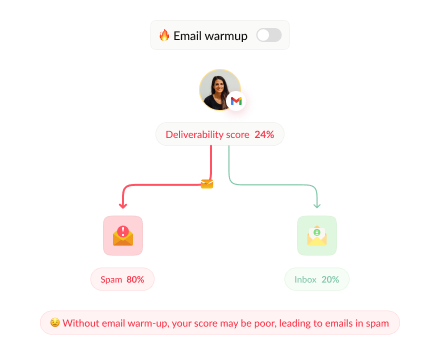 🔥 Email warmup
Deliverability score 24%
Spam 80%
Inbox 20%
😉 Without email warm-up, your score may be poor, leading to emails in spam